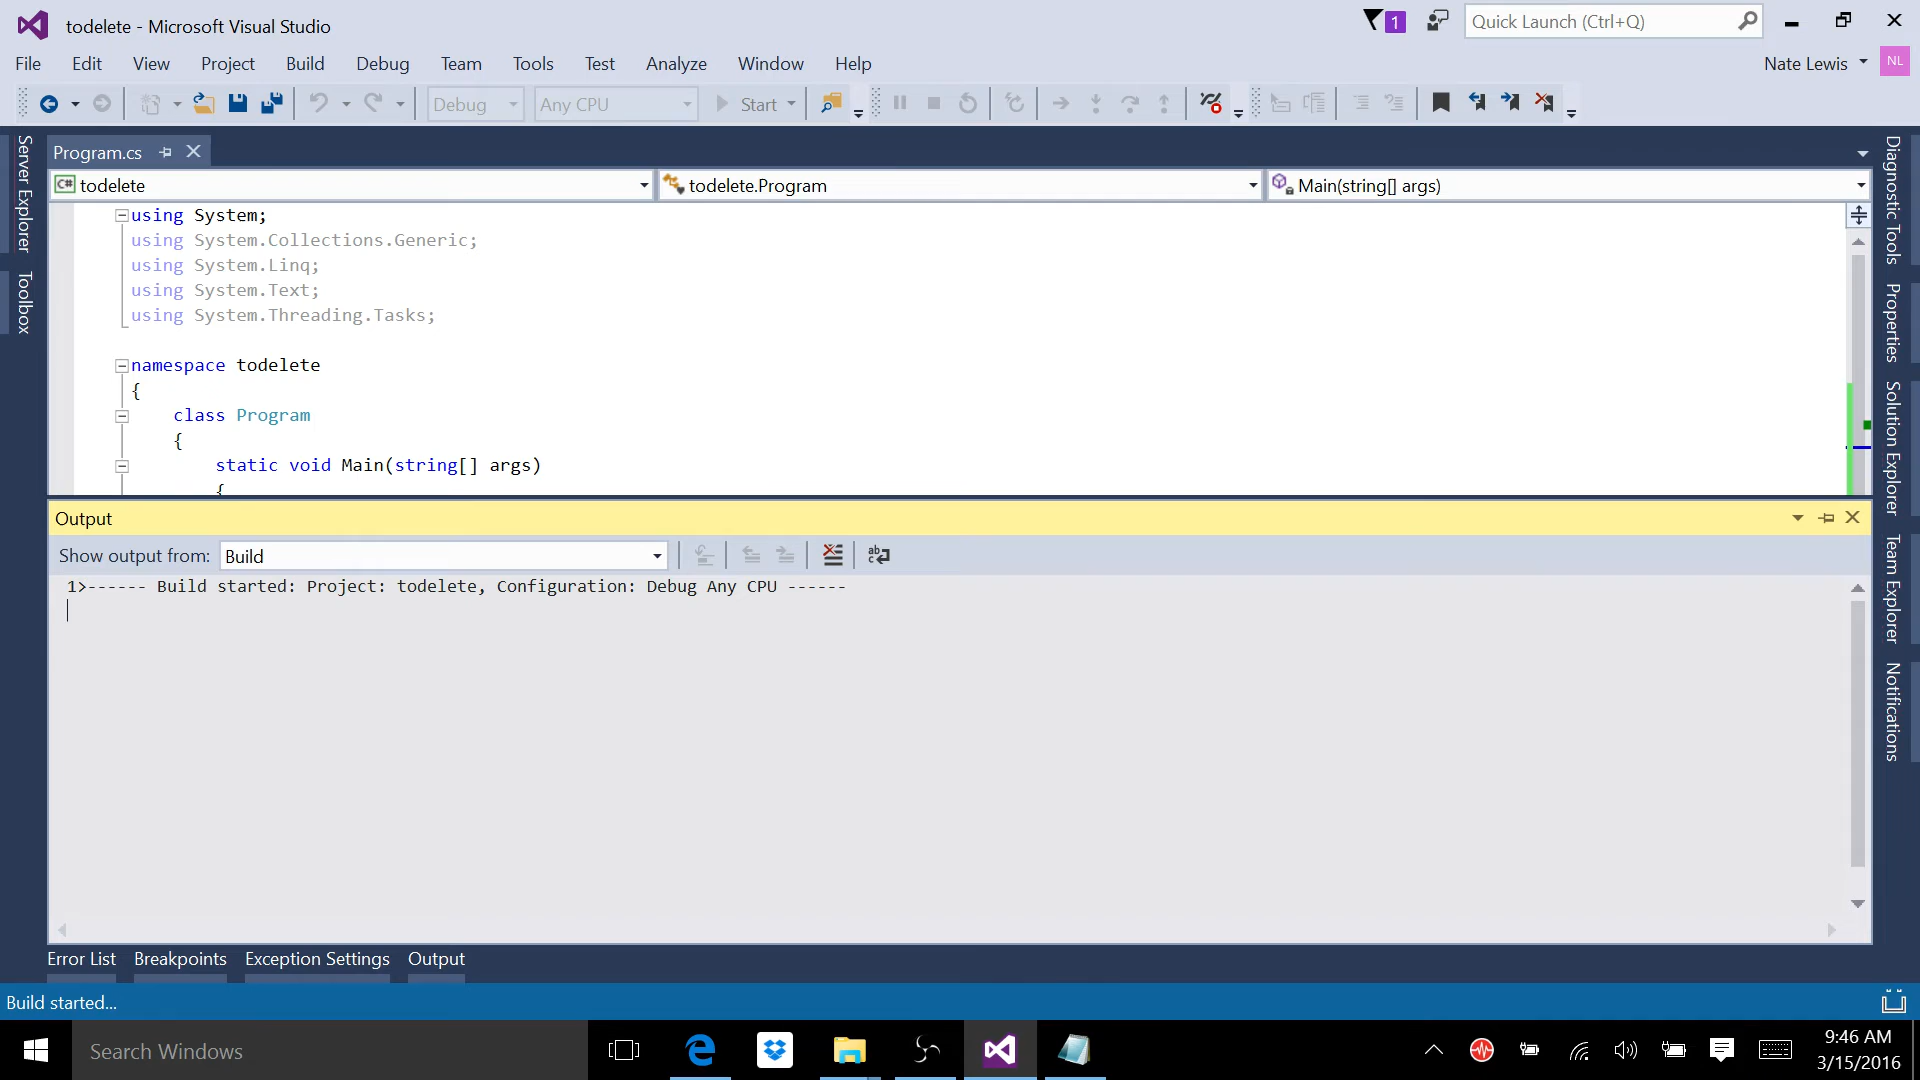 todelete - Microsoft Visual Studio
1
Quick Launch (Ctrl+Q)
File Edit View Project Build Debug Team Tools Test Analyze Window Help
Nate Lewis NL
Debug Any CPU Start
Server Explorer
Toolbox
Program.cs
C# todelete todelete.Program Main(string[] args)
using System;
using System.Collections.Generic;
using System.Linq;
using System.Text;
using System.Threading.Tasks;
namespace todelete
{
class Program
{
static void Main(string[] args)
{
Diagnostic Tools
Properties
Solution Explorer
Team Explorer
Notifications
Output
Show output from: Build
1>------ Build started: Project: todelete, Configuration: Debug Any CPU ------
Error List Breakpoints Exception Settings Output
Build started...
Search Windows
9:46 AM
3/15/2016